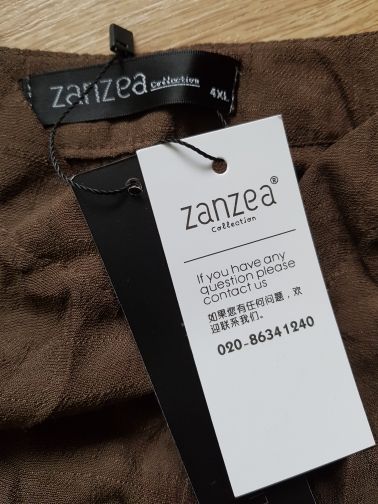 zanzea Collection 4XL
zanzea®
Collection
If you have any
question please
contact us
如果您有任何问题，欢
迎联系我们。
020-86341240